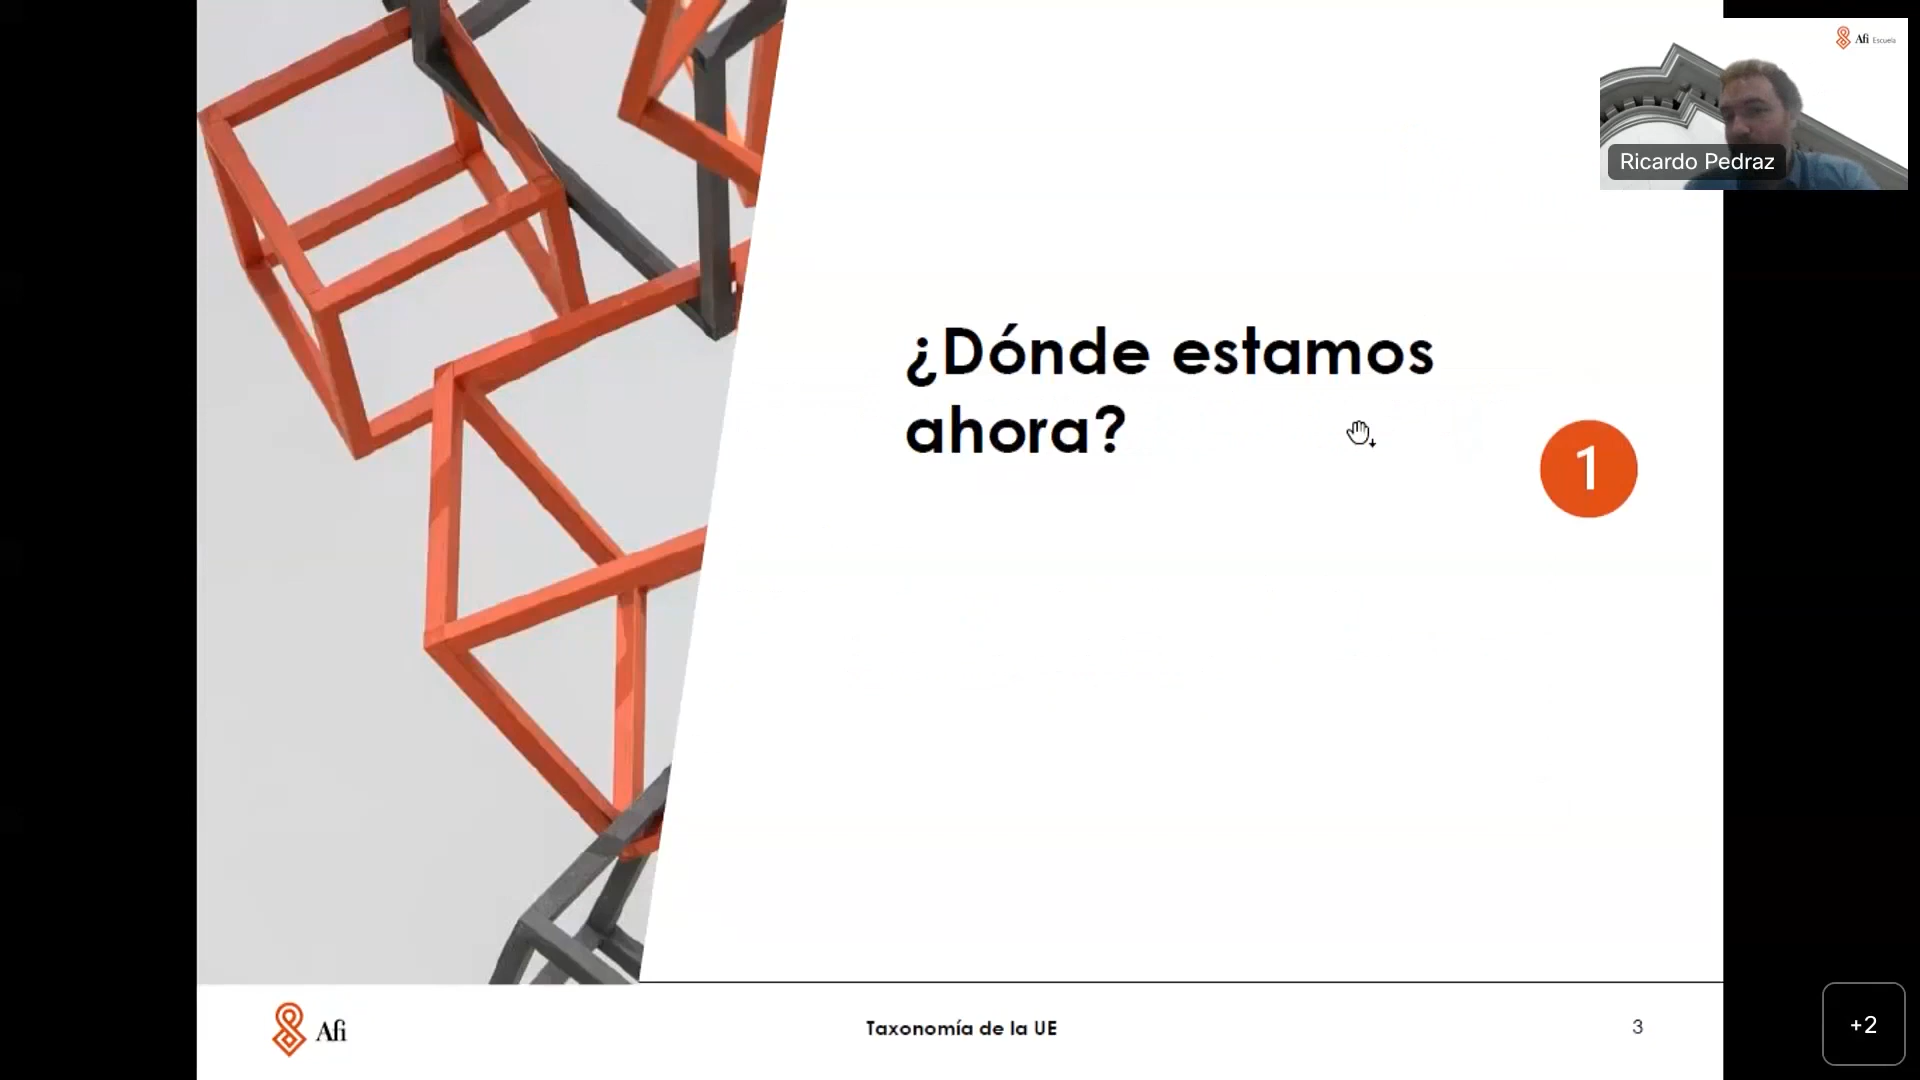 Afi Escuela
Ricardo Pedraz
¿Dónde estamos
ahora?
1
Afi
Taxonomía de la UE
3
+2